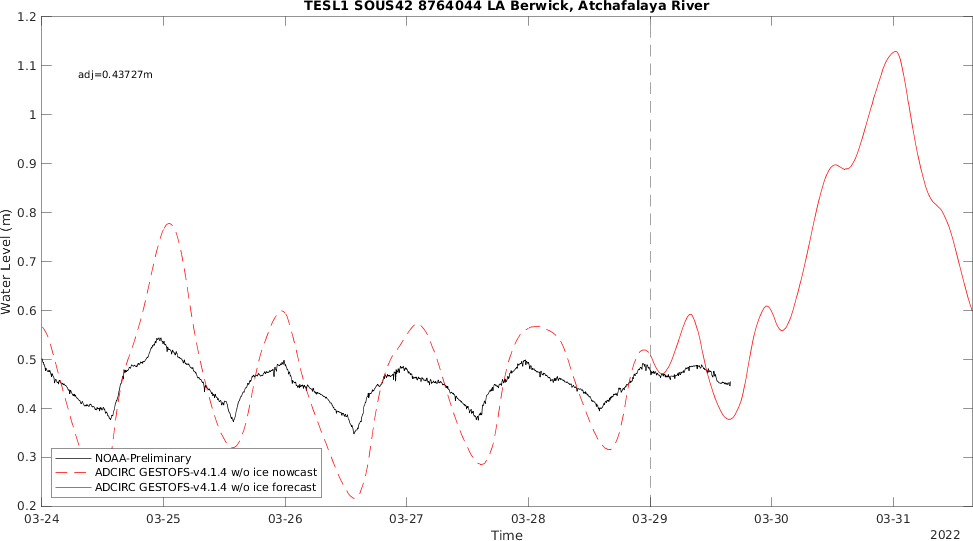 TESL1 SOUS42 8764044 LA Berwick, Atchafalaya River
1.2
1.1
1
0.9
0.8
0.7
0.6
0.5
0.4
0.3
0.2
Water Level (m)
adj=0.43727m
NOAA-Preliminary
ADCIRC GESTOFS-v4.1.4 w/o ice nowcast
ADCIRC GESTOFS-v4.1.4 w/o ice forecast
03-24 03-25 03-26 03-27 03-28 03-29 03-30 03-31
Time
2022